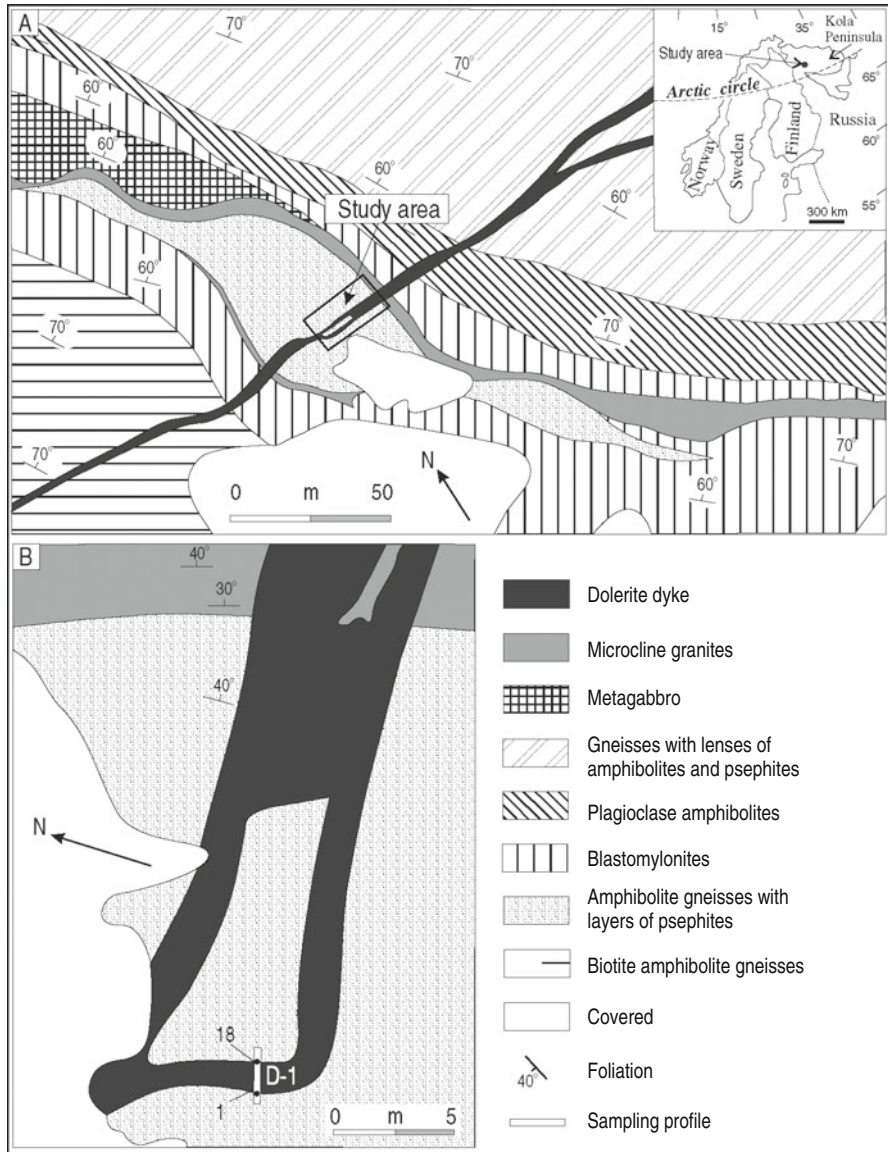 A
70°
70°
15°
35°
Kola
Peninsula
Study area
65°
Arctic circle
Russia
Norway
Sweden
Finland
60°
55°
300 km
60°
60°
60°
60°
Study area
60°
70°
70°
70°
70°
60°
N
0 m 50
B
40°
30°
40°
N
18
D-1
1
0 m 5
Dolerite dyke
Microcline granites
Metagabbro
Gneisses with lenses of
amphibolites and psephites
Plagioclase amphibolites
Blastomylonites
Amphibolite gneisses with
layers of psephites
Biotite amphibolite gneisses
Covered
40°
Foliation
Sampling profile